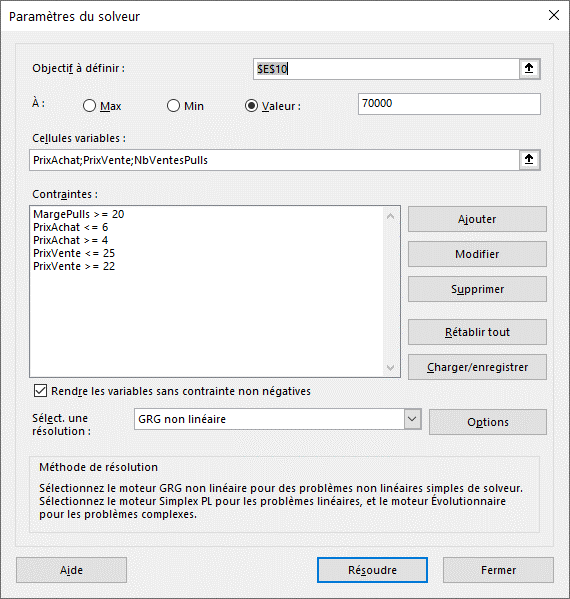 Paramètres du solveur
Objectif à définir :
$E$10
À :
Max
Min
Valeur :
70000
Cellules variables :
PrixAchat;PrixVente;NbVentesPulls
Contraintes :
MargePulls >= 20
PrixAchat <= 6
PrixAchat >= 4
PrixVente <= 25
PrixVente >= 22
Ajouter
Modifier
Supprimer
Rétablir tout
Charger/enregistrer
Rendre les variables sans contrainte non négatives
Sélect. une
résolution :
GRG non linéaire
Options
Méthode de résolution
Sélectionnez le moteur GRG non linéaire pour des problèmes non linéaires simples de solveur.
Sélectionnez le moteur Simplex PL pour les problèmes linéaires, et le moteur Évolutionnaire
pour les problèmes complexes.
Aide
Résoudre
Fermer